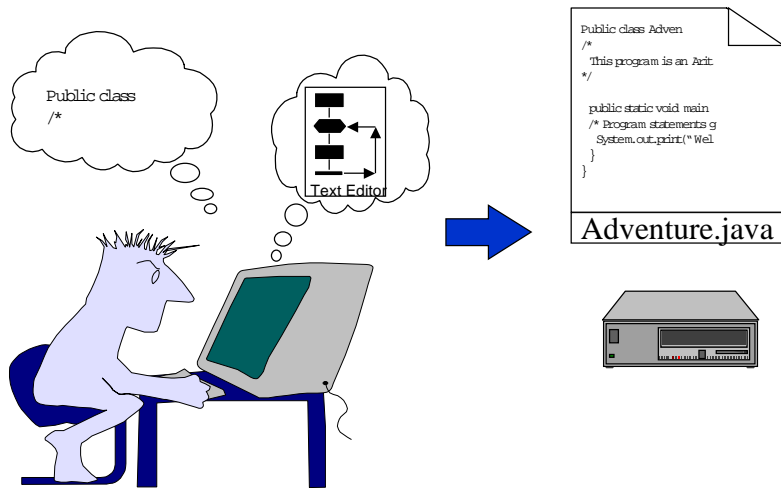 Public class
/*
Text Editor
Public class Adven
/*
This program is an Arit
*/
public static void main
/* Program statements g
System.out.print(“ Wel
}
}
Adventure.java